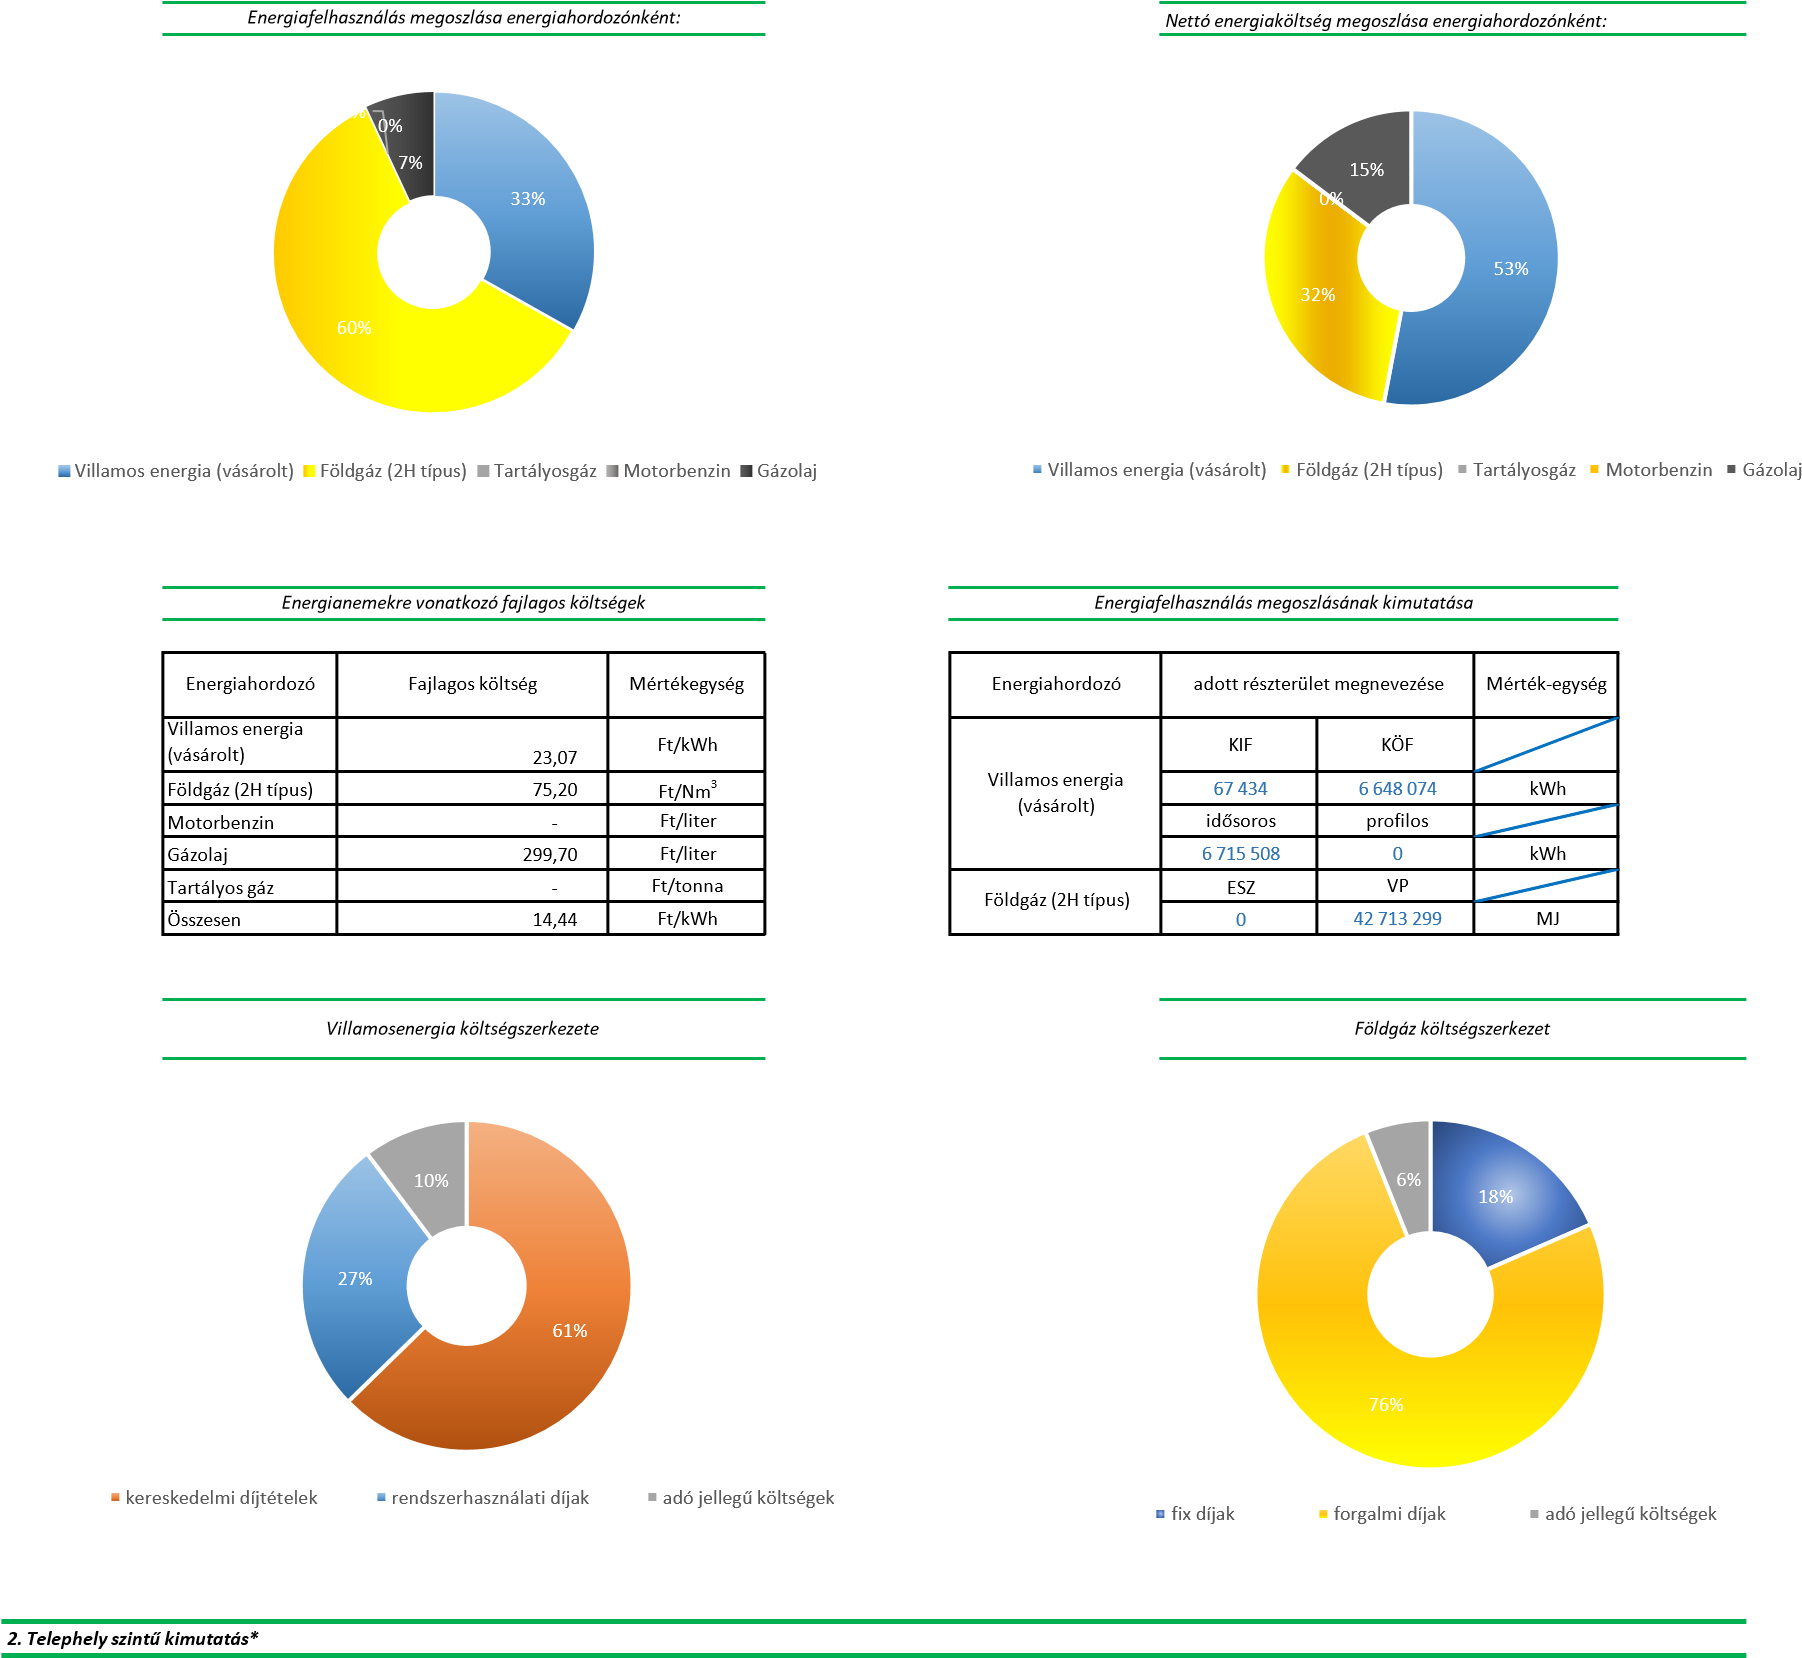 Energiafelhasználás megoszlása energiahordozónként:
Nettó energiaköltség megoszlása energiahordozónként:
%
0%
7%
33%
60%
15%
0%
53%
32%
Villamos energia (vásárolt) Földgáz (2H típus) Tartályosgáz Motorbenzin Gázolaj
Villamos energia (vásárolt) Földgáz (2H típus) Tartályosgáz Motorbenzin Gázolaj
Energianemekre vonatkozó fajlagos költségek
Energiahordozó Fajlagos költség Mértékegység
Villamos energia
(vásárolt) 23,07 Ft/kWh
Földgáz (2H típus) 75,20 Ft/Nm³
Motorbenzin - Ft/liter
Gázolaj 299,70 Ft/liter
Tartályos gáz - Ft/tonna
Összesen 14,44 Ft/kWh
Energiafelhasználás megoszlásának kimutatása
Energiahordozó adott részterület megnevezése Mérték-egység
Villamos energia
(vásárolt)
KIF KÖF
67 434 6 648 074 kWh
idősoros profilos
6 715 508 0 kWh
Földgáz (2H típus)
ESZ VP
0 42 713 299 MJ
Villamosenergia költségszerkezete
10%
27%
61%
kereskedelmi díjtételek rendszerhasználati díjak adó jellegű költségek
Földgáz költségszerkezet
6%
18%
76%
fix díjak forgalmi díjak adó jellegű költségek
2. Telephely szintű kimutatás*